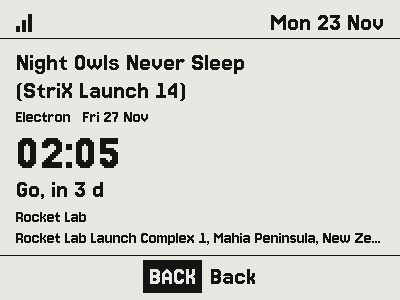 Mon 23 Nov
Night Owls Never Sleep
(StriX Launch 14)
Electron Fri 27 Nov
02:05
Go, in 3 d
Rocket Lab
Rocket Lab Launch Complex 1, Mahia Peninsula, New Ze...
BACK Back